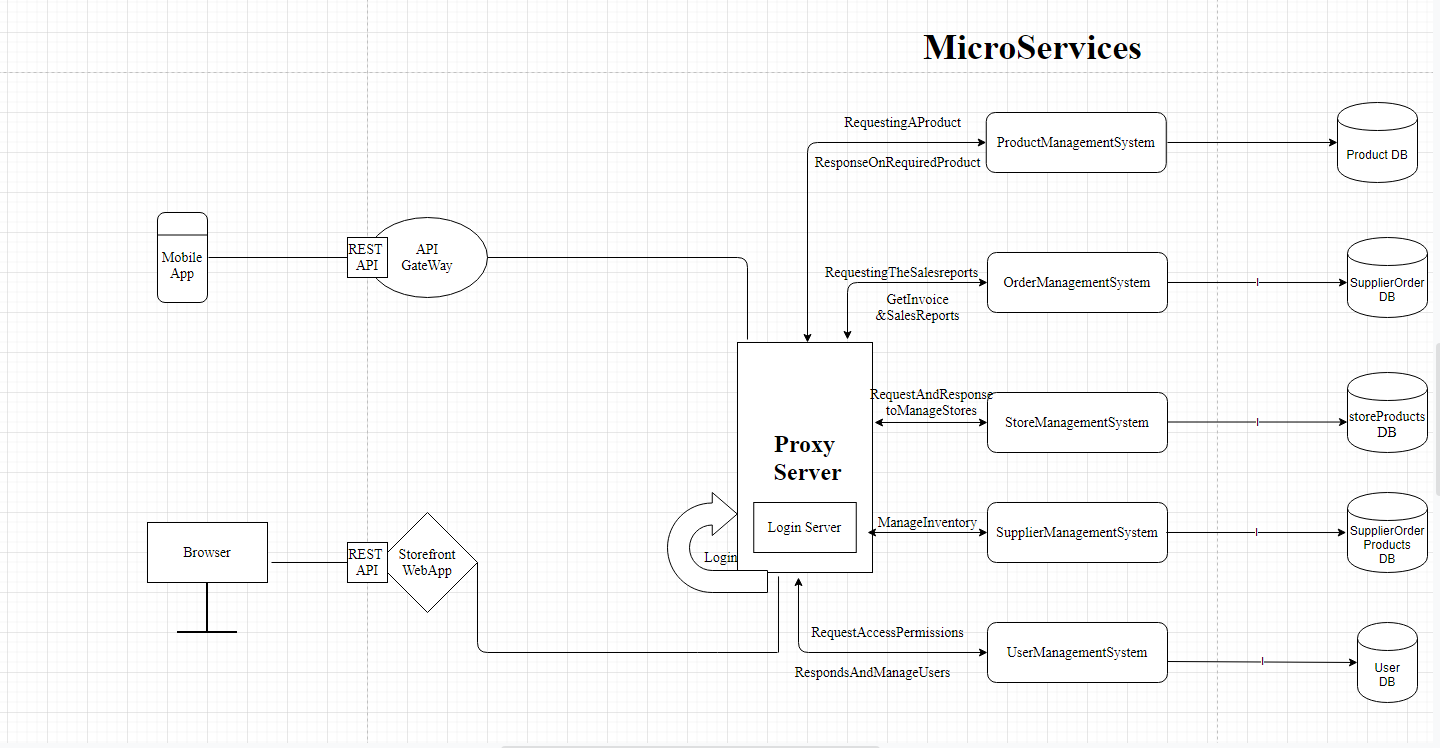 MicroServices
RequestingAProduct
ProductManagementSystem
ResponseOnRequiredProduct
Product DB
Mobile
App
REST
API
API
GateWay
RequestingTheSalesreports
OrderManagementSystem
GetInvoice
&SalesReports
SupplierOrder
DB
RequestAndResponse
toManageStores
StoreManagementSystem
storeProducts
DB
Proxy
Server
Login Server
Login
ManageInventory
SupplierManagementSystem
SupplierOrder
Products
DB
Browser
REST
API
Storefront
WebApp
RequestAccessPermissions
UserManagementSystem
RespondsAndManageUsers
User
DB